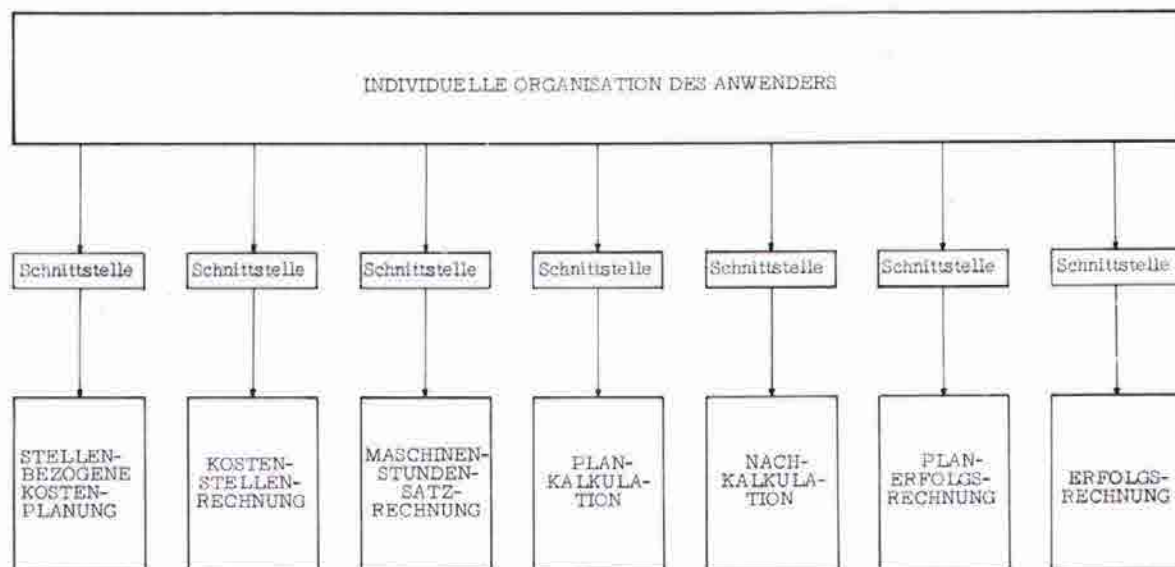 INDIVIDUELLE ORGANISATION DES ANWENDERS
Schnittstelle
Schnittstelle
Schnittstelle
Schnittstelle
Schnittstelle
Schnittstelle
Schnittstelle
STELLEN-
BEZOGENE
KOSTEN-
PLANUNG
KOSTEN-
STELLEN-
RECHNUNG
MASCHINEN-
STUNDEN-
SATZ-
RECHNUNG
PLAN-
KALKULA-
TION
NACH-
KALKULA-
TION
PLAN-
ERFOLGS-
RECHNUNG
ERFOLGS-
RECHNUNG